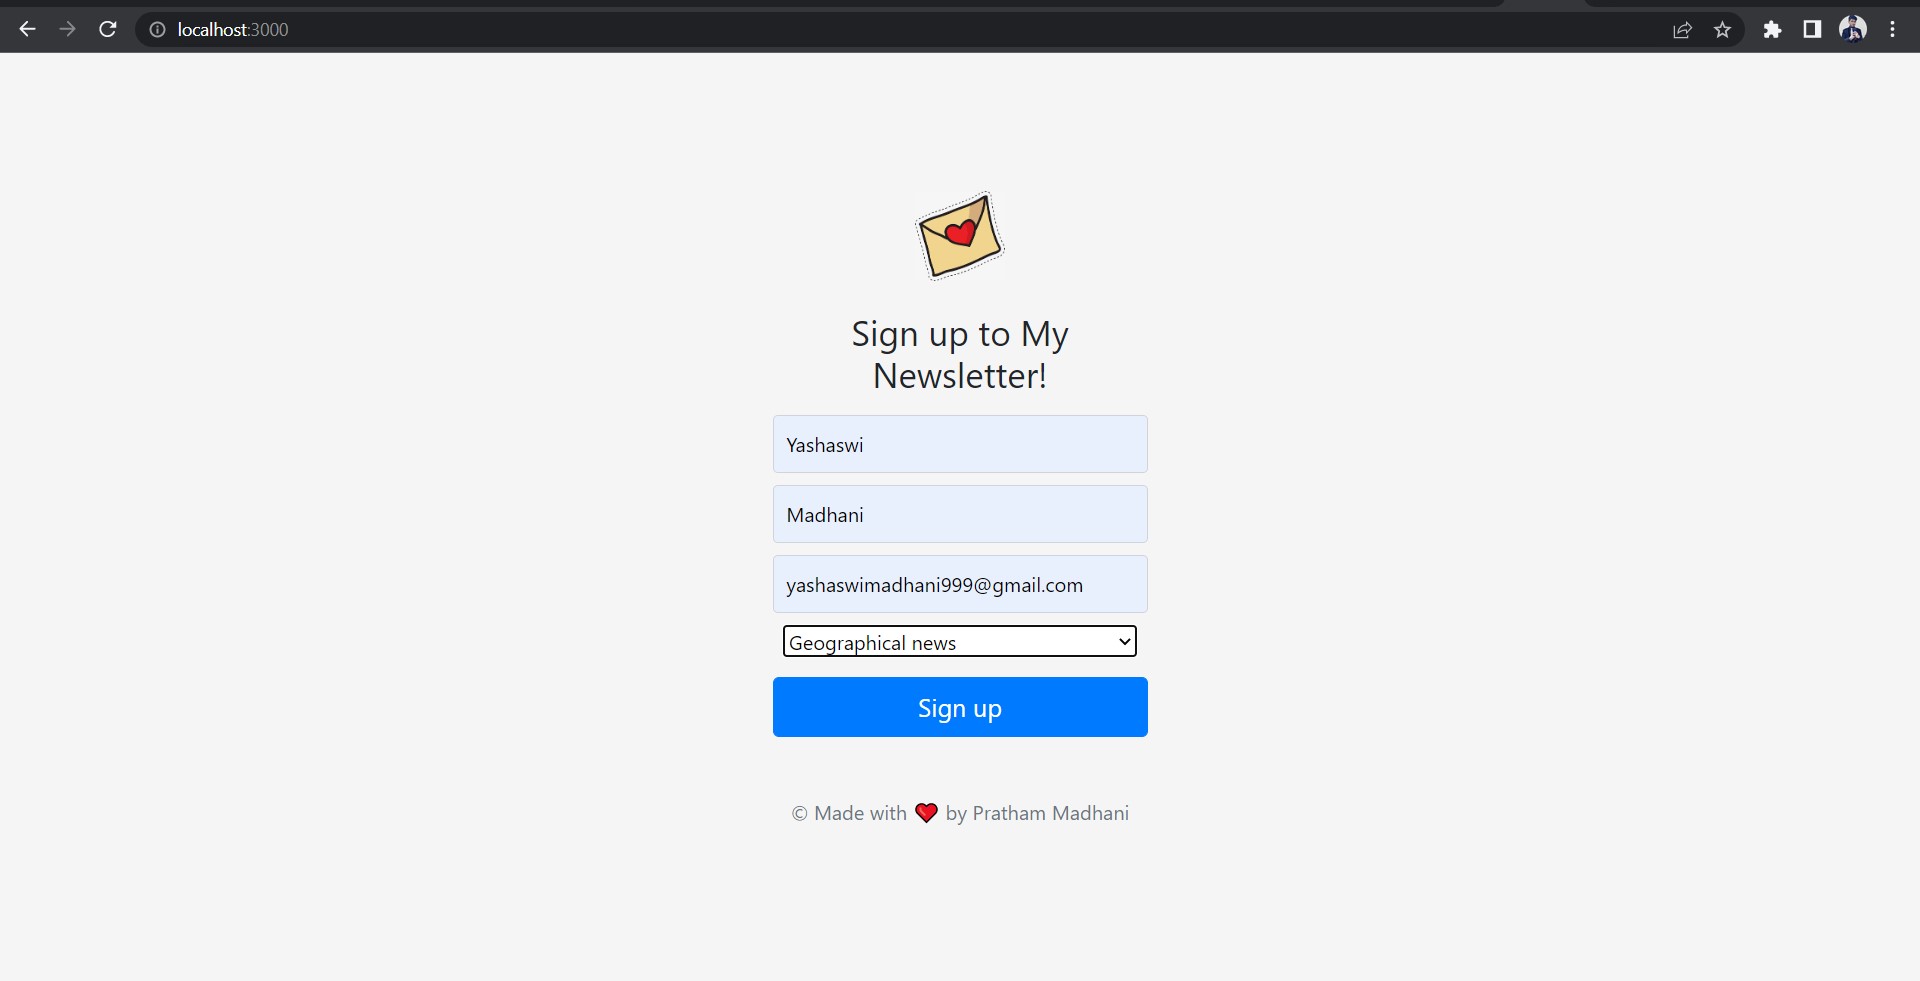 localhost:3000
Sign up to My
Newsletter!
Yashaswi
Madhani
yashaswimadhani999@gmail.com
Geographical news
Sign up
© Made with ❤️ by Pratham Madhani